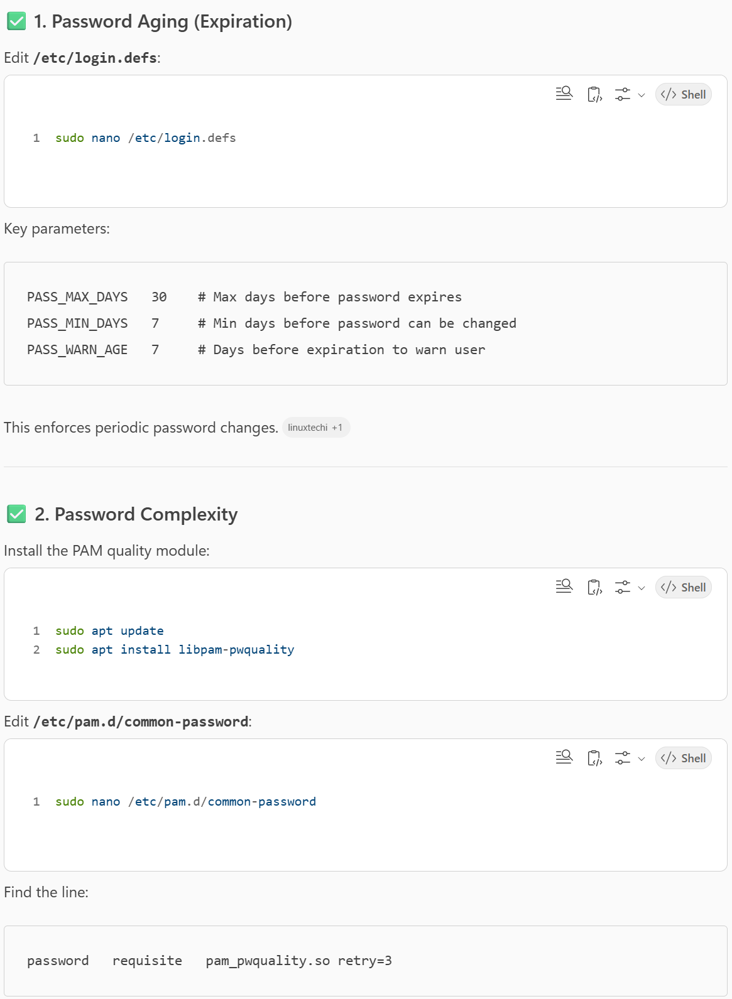 ✅ 1. Password Aging (Expiration)
Edit /etc/login.defs:
</> Shell
1 sudo nano /etc/login.defs
Key parameters:
PASS_MAX_DAYS   30    # Max days before password expires
PASS_MIN_DAYS   7     # Min days before password can be changed
PASS_WARN_AGE   7     # Days before expiration to warn user
This enforces periodic password changes. linuxtechi +1
✅ 2. Password Complexity
Install the PAM quality module:
</> Shell
1 sudo apt update
2 sudo apt install libpam-pwquality
Edit /etc/pam.d/common-password:
</> Shell
1 sudo nano /etc/pam.d/common-password
Find the line:
password   requisite   pam_pwquality.so retry=3